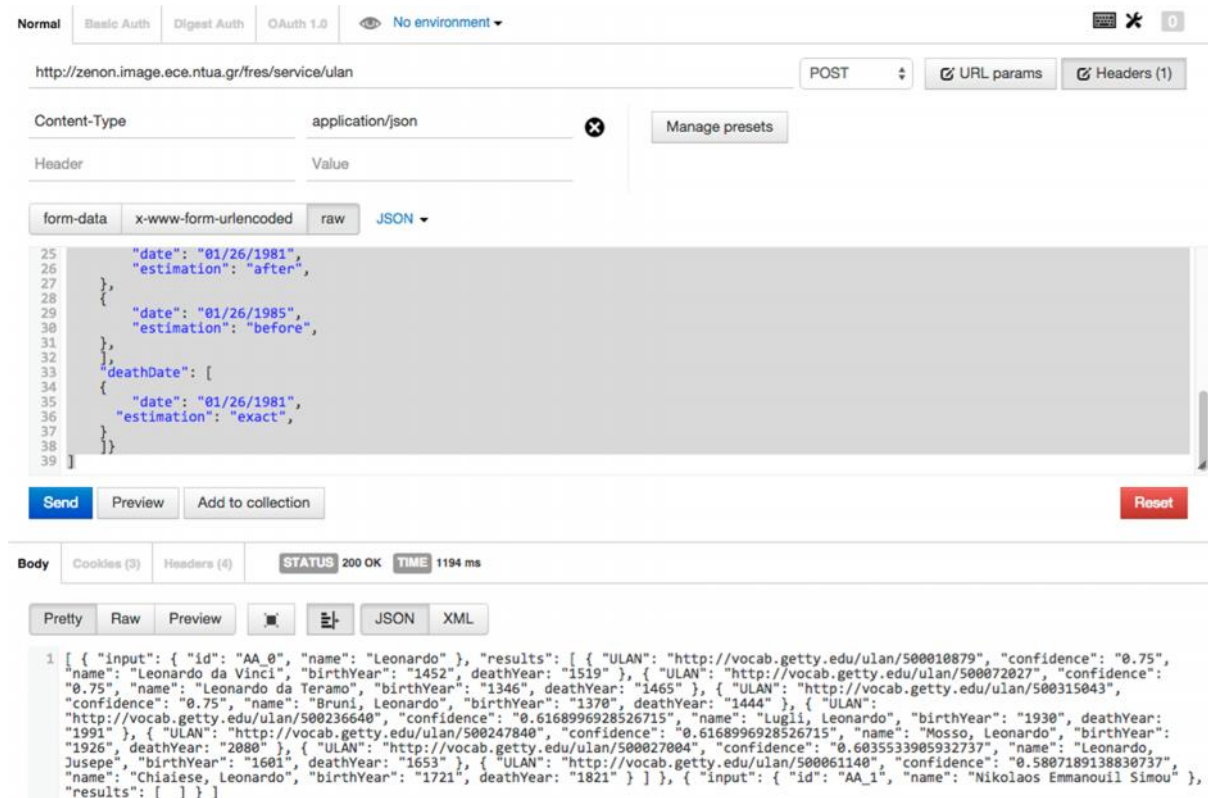 Normal Basic Auth Digest Auth OAuth 1.0 No environment 0
http://zenon.image.ece.ntua.gr/fres/service/ulan POST URL params Headers (1)
Content-Type application/json Manage presets
Header Value
form-data x-www-form-urlencoded raw JSON
25 "date": "01/26/1981",
26 "estimation": "after",
27 },
28 {
29 "date": "01/26/1985",
30 "estimation": "before",
31 },
32 ],
33 "deathDate": [
34 {
35 "date": "01/26/1981",
36 "estimation": "exact",
37 }
38 ]}
39 ]
Send Preview Add to collection Reset
Body Cookies (3) Headers (4) STATUS 200 OK TIME 1194 ms
Pretty Raw Preview JSON XML
1 [ { "input": { "id": "AA_0", "name": "Leonardo" }, "results": [ { "ULAN": "http://vocab.getty.edu/ulan/500010879", "confidence": "0.75",
"name": "Leonardo da Vinci", "birthYear": "1452", deathYear: "1519" }, { "ULAN": "http://vocab.getty.edu/ulan/500072027", "confidence":
"0.75", "name": "Leonardo da Teramo", "birthYear": "1346", deathYear: "1465" }, { "ULAN": "http://vocab.getty.edu/ulan/500315043",
"confidence": "0.75", "name": "Bruni, Leonardo", "birthYear": "1370", deathYear: "1444" }, { "ULAN":
"http://vocab.getty.edu/ulan/500236640", "confidence": "0.6168996928526715", "name": "Lugli, Leonardo", "birthYear": "1930", deathYear:
"1991" }, { "ULAN": "http://vocab.getty.edu/ulan/500247840", "confidence": "0.6168996928526715", "name": "Mosso, Leonardo", "birthYear":
"1926", deathYear: "2080" }, { "ULAN": "http://vocab.getty.edu/ulan/500027004", "confidence": "0.6035533905932737", "name": "Leonardo,
Jusepe", "birthYear": "1601", deathYear: "1653" }, { "ULAN": "http://vocab.getty.edu/ulan/500061140", "confidence": "0.5807189138830737",
"name": "Chiaiese, Leonardo", "birthYear": "1721", deathYear: "1821" } ] }, { "input": { "id": "AA_1", "name": "Nikolaos Emmanouil Simou" },
"results": [ ] } ]